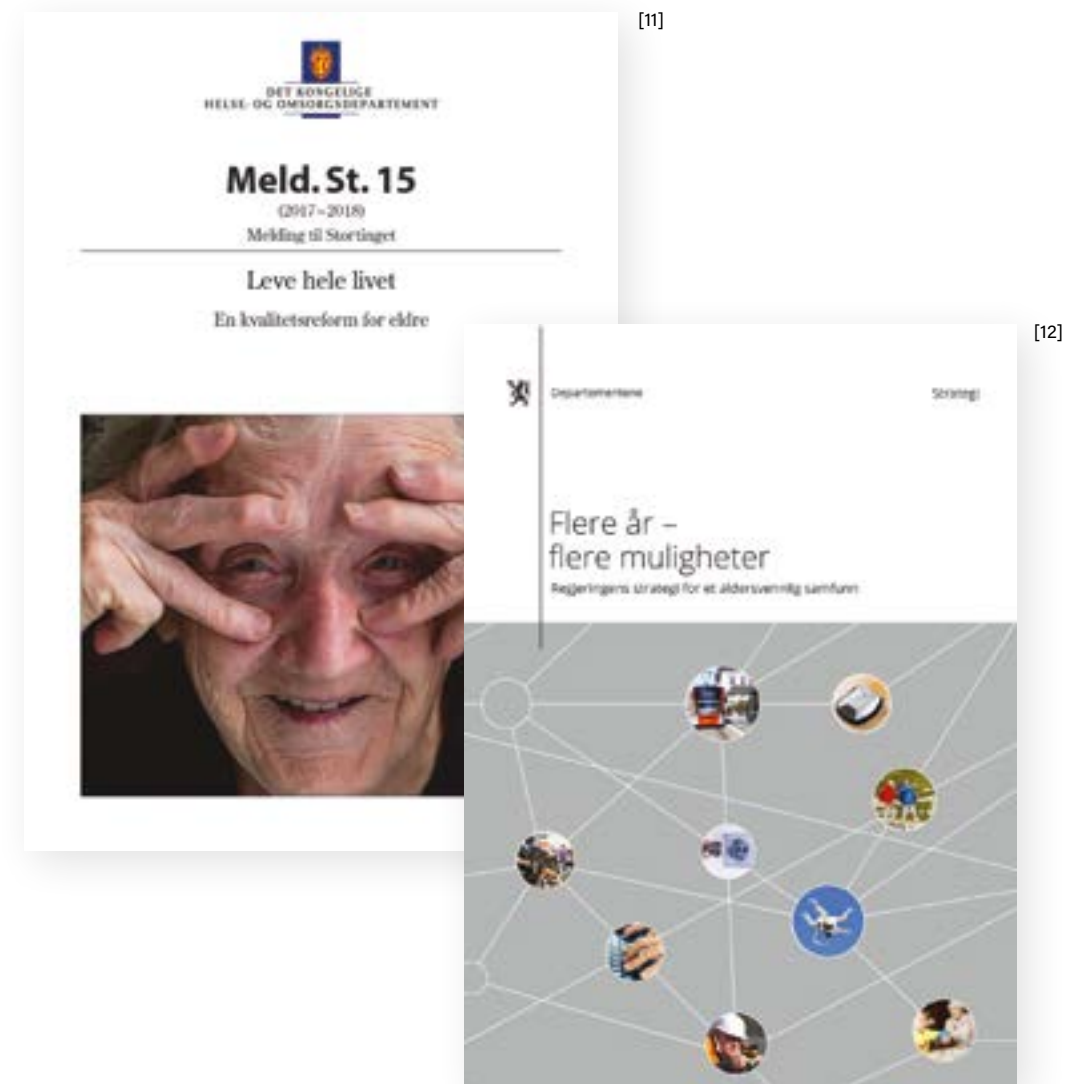 [11]
DET KONGELIGE
HELSE- OG OMSORGSDEPARTEMENT
Meld. St. 15
(2017–2018)
Melding til Stortinget
Leve hele livet
En kvalitetsreform for eldre
[12]
Departementene
Strategi
Flere år –
flere muligheter
Regjeringens strategi for et aldersvennlig samfunn